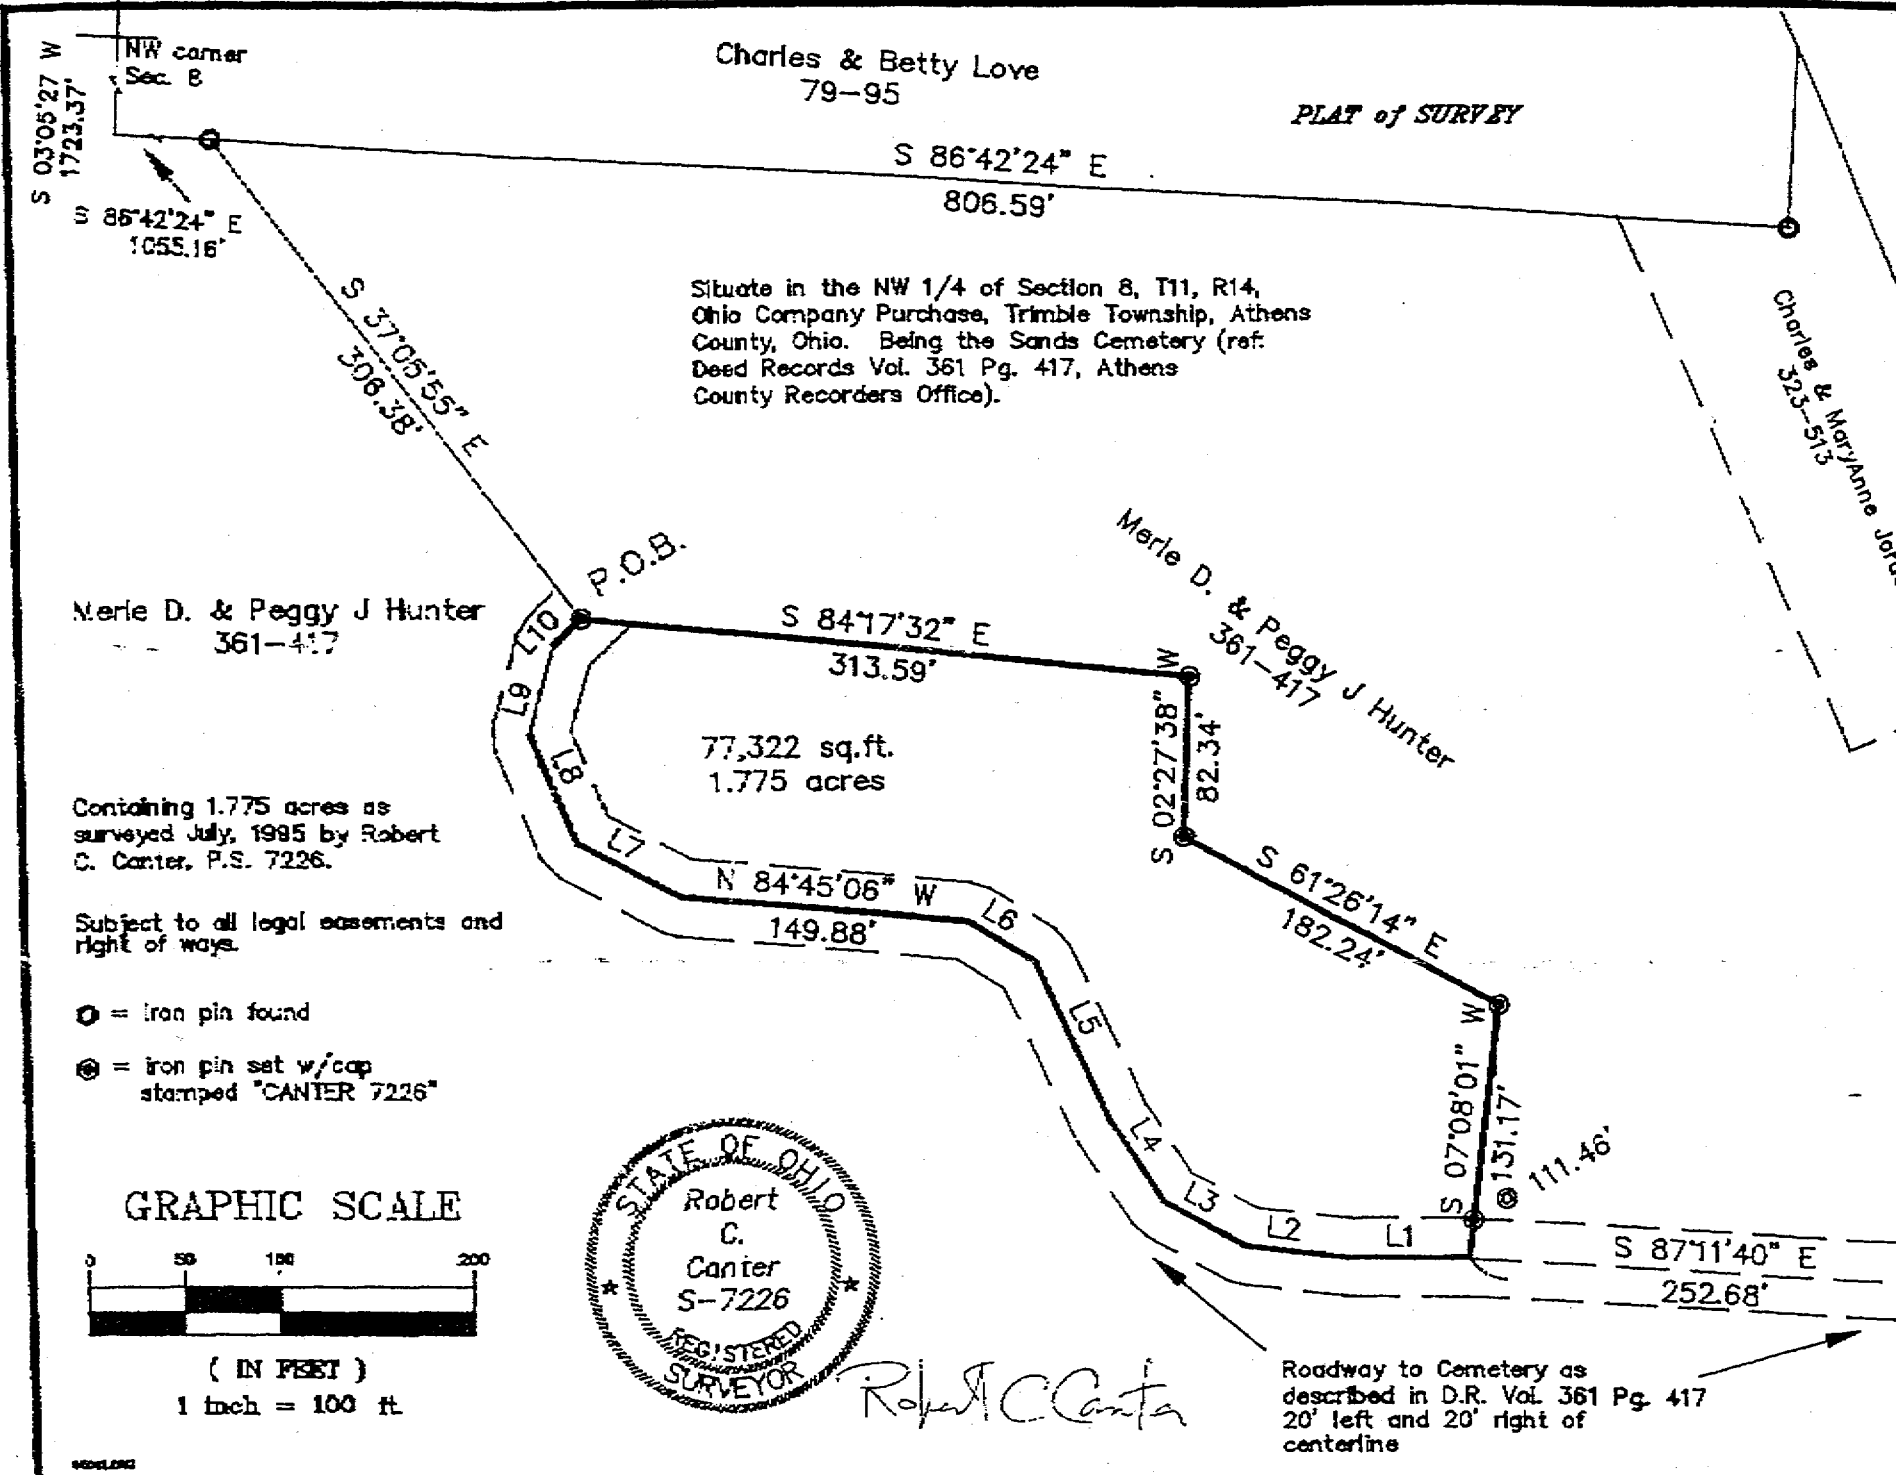 NW corner
Sec. 8
S 03°05'27 W
1723.37'
Charles & Betty Love
79-95
PLAT of SURVEY
S 86°42'24" E
806.59'
S 86°42'24" E
1055.16'
Situate in the NW 1/4 of Section 8, T11, R14,
Ohio Company Purchase, Trimble Township, Athens
County, Ohio. Being the Sands Cemetery (ref:
Deed Records Vol. 361 Pg. 417, Athens
County Recorders Office).
Charles & MaryAnne
323-513
S 37°05'55" E
306.38'
P.O.B.
Merle D. & Peggy J Hunter
361-417
Merle D. & Peggy J Hunter
361-417
L10
S 84°17'32" E
313.59'
L9
S 02°27'38" W
82.34'
77,322 sq.ft.
1.775 acres
L8
Containing 1.775 acres as
surveyed July, 1995 by Robert
C. Canter, P.S. 7226.
L7
N 84°45'06" W
149.88'
L6
S 61°26'14" E
182.24'
Subject to all legal easements and
right of ways.
= iron pin found
= iron pin set w/cap
stamped "CANTER 7226"
L5
L4
S 07°08'01" W
131.17'
111.46'
L3
L2
L1
S 87°11'40" E
252.68'
GRAPHIC SCALE
0 50 100 200
( IN FEET )
1 inch = 100 ft.
STATE OF OHIO
Robert
C.
Canter
S-7226
REGISTERED
SURVEYOR
Robert C Canter
Roadway to Cemetery as
described in D.R. Vol. 361 Pg. 417
20' left and 20' right of
centerline